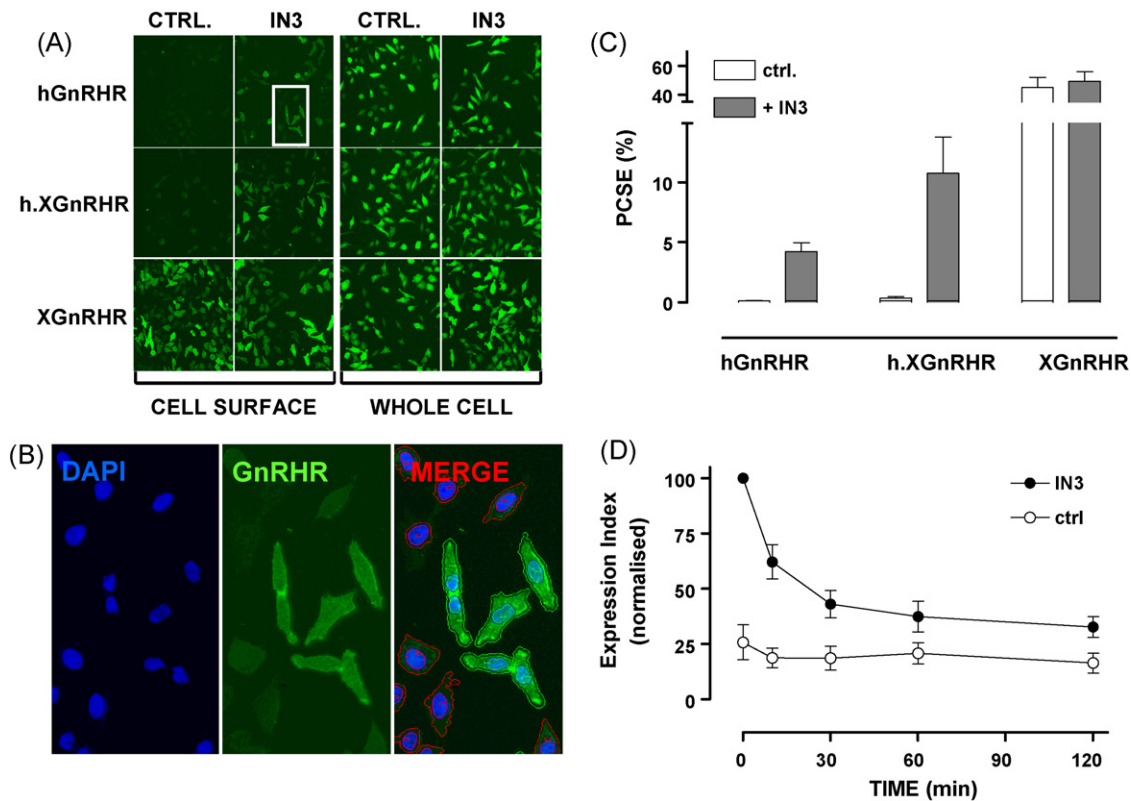 (A)
CTRL. IN3 CTRL. IN3
hGnRHR
h.XGnRHR
XGnRHR
CELL SURFACE WHOLE CELL
(B)
DAPI GnRHR MERGE
(C)
ctrl.
+ IN3
PCSE (%)
60
40
10
5
0
hGnRHR h.XGnRHR XGnRHR
(D)
IN3
ctrl
Expression Index
(normalised)
100
75
50
25
0
0 30 60 90 120
TIME (min)